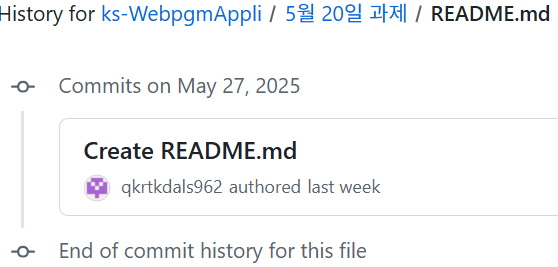 History for ks-WebpgmAppli / 5월 20일 과제 / README.md
Commits on May 27, 2025
Create README.md
qkrtkdals962 authored last week
End of commit history for this file